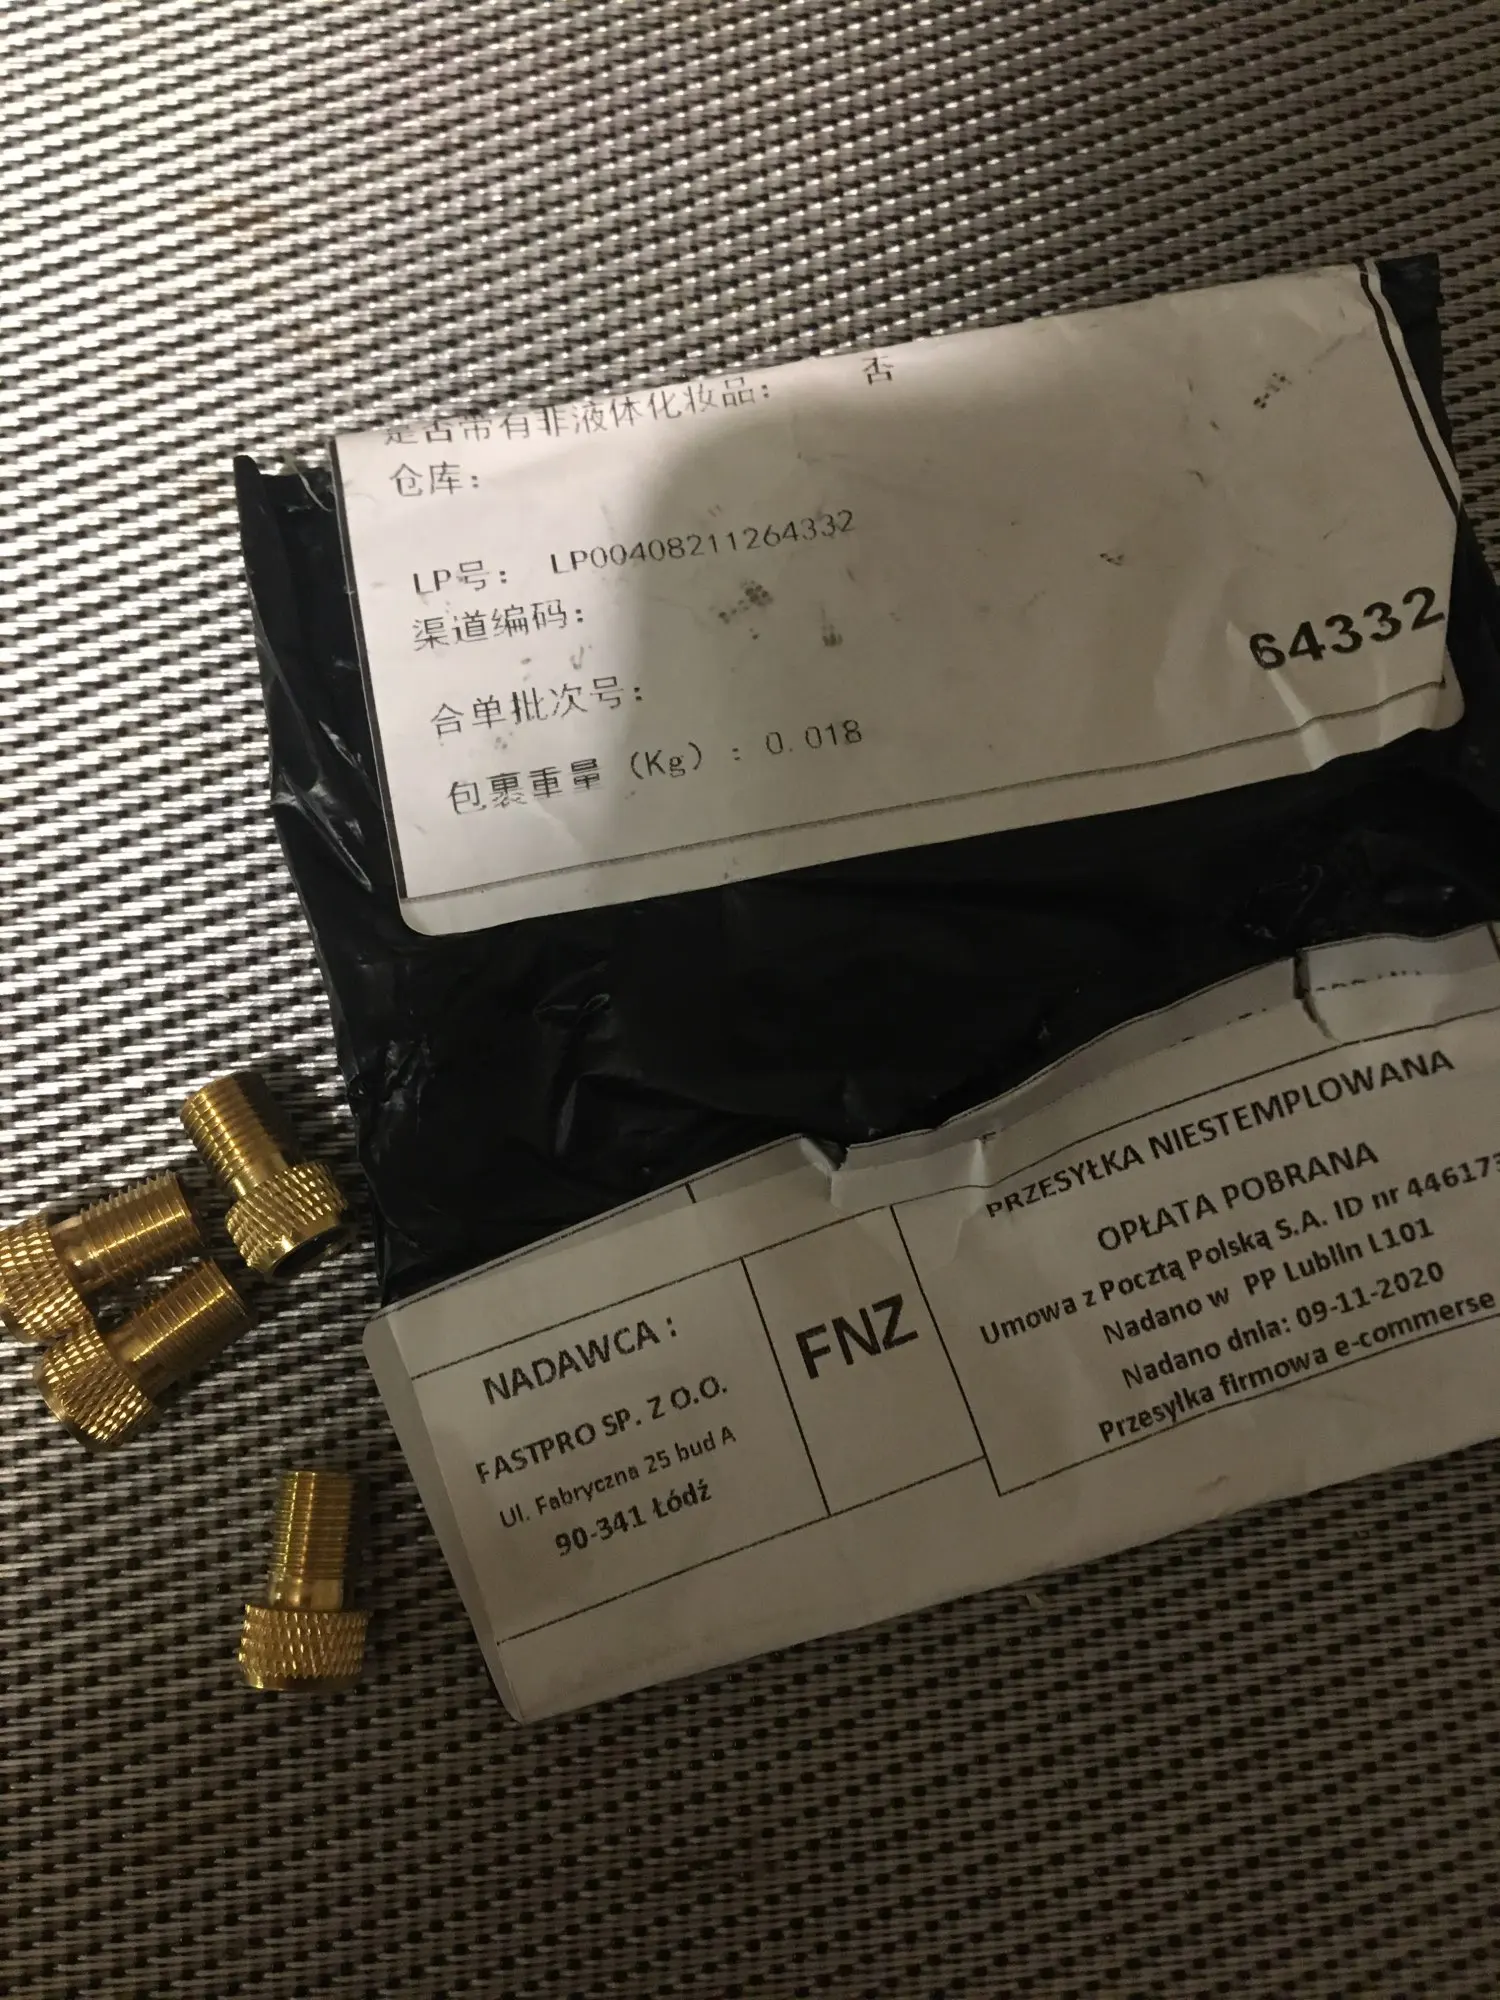 是否带有非液体化妆品： 否
仓库：
LP号： LP00408211264332
渠道编码：
64332
合单批次号：
包裹重量（Kg）：0.018
PRZESYŁKA NIESTEMPLOWANA
OPŁATA POBRANA
Umowa z Pocztą Polską S.A. ID nr 446173
Nadano w PP Lublin L101
Nadano dnia: 09-11-2020
Przesyłka firmowa e-commerse
FNZ
NADAWCA :
FASTPRO SP. Z O.O.
Ul. Fabryczna 25 bud A
90-341 Łódź